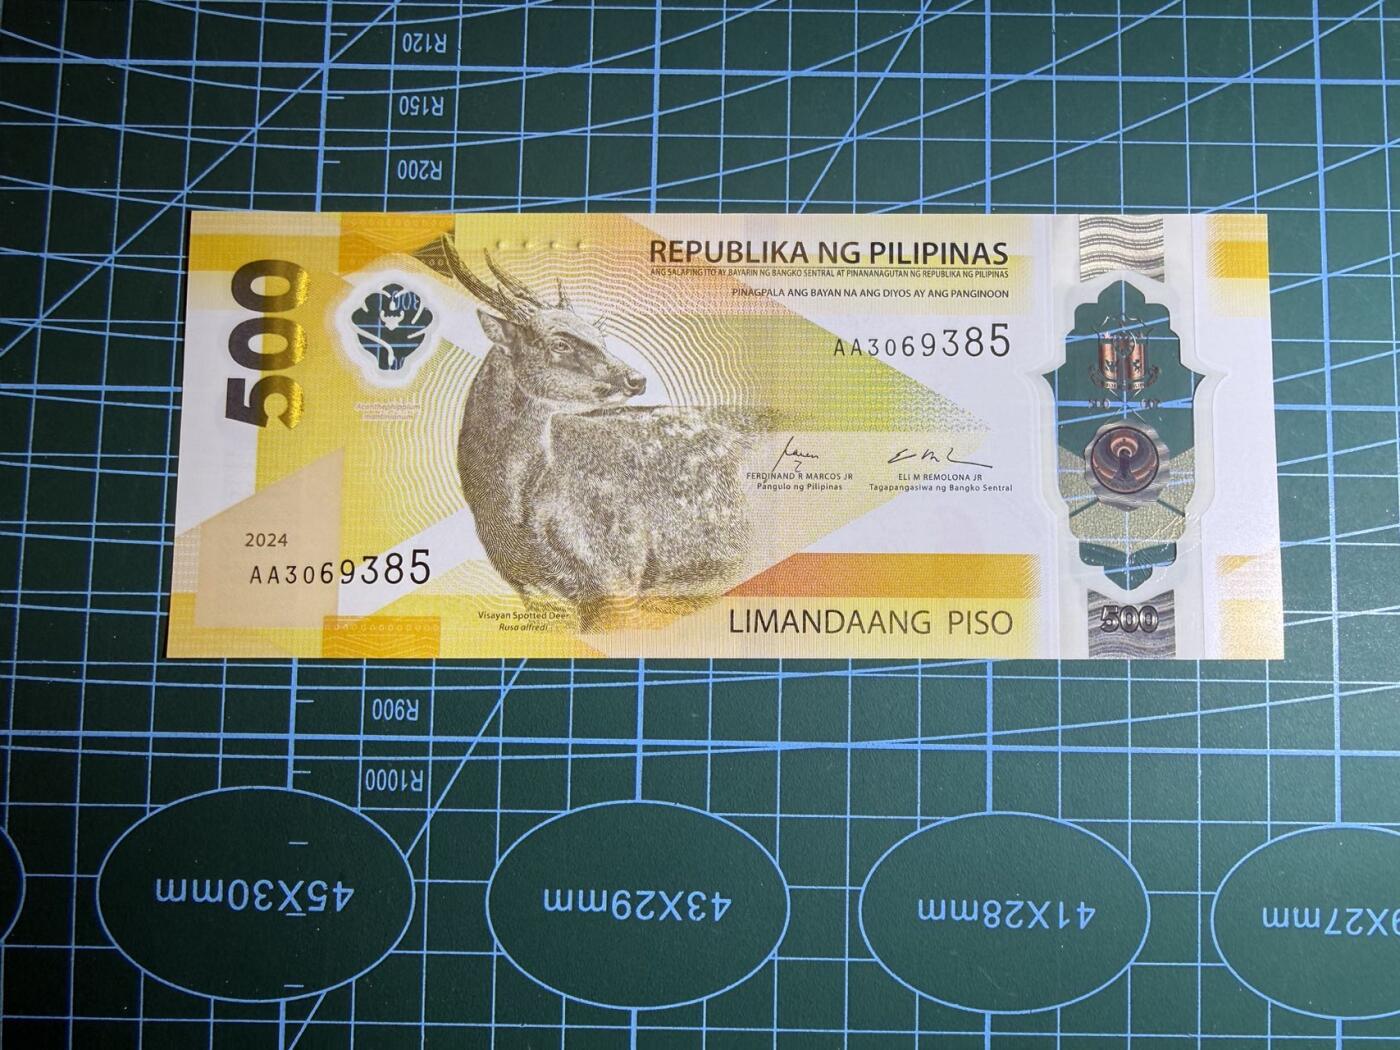 R120
R150
R200
500
REPUBLIKA NG PILIPINAS
ANG SALAPING ITO AY BAYARIN NG BANGKO SENTRAL AT PINANANAGUTAN NG REPUBLIKA NG PILIPINAS
PINAGPALA ANG BAYAN NA ANG DIYOS AY ANG PANGINOON
AA3069385
FERDINAND R MARCOS JR
Pangulo ng Pilipinas
ELI M REMOLONA JR
Tagapangasiwa ng Bangko Sentral
2024
AA3069385
Visayan Spotted Deer
Rusa alfredi
LIMANDAANG PISO
500
R900
R1000
45X30mm
43X29mm
41X28mm
9X27mm